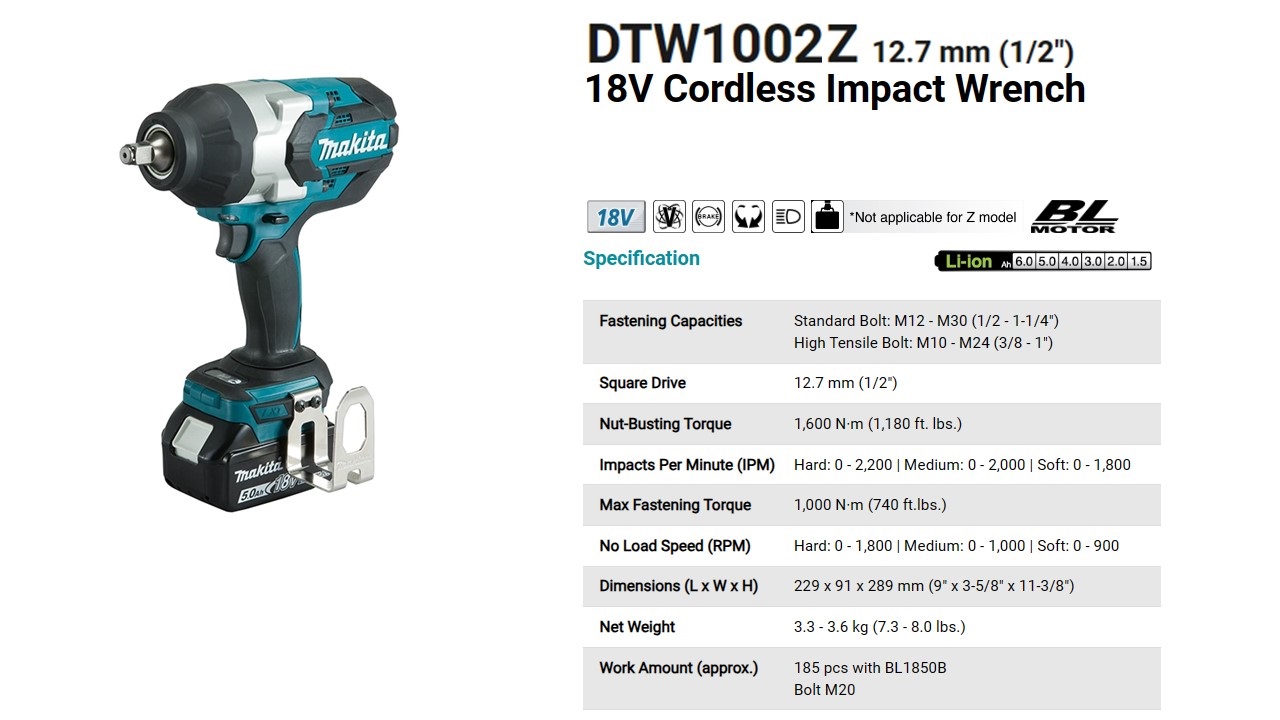 DTW1002Z 12.7 mm (1/2")
18V Cordless Impact Wrench
makita
18V
V
BRAKE
*Not applicable for Z model
BL
MOTOR
Specification
Li-ion Ah 6.0 5.0 4.0 3.0 2.0 1.5
Fastening Capacities Standard Bolt: M12 - M30 (1/2 - 1-1/4")
High Tensile Bolt: M10 - M24 (3/8 - 1")
Square Drive 12.7 mm (1/2")
Nut-Busting Torque 1,600 N·m (1,180 ft. lbs.)
Impacts Per Minute (IPM) Hard: 0 - 2,200 | Medium: 0 - 2,000 | Soft: 0 - 1,800
Max Fastening Torque 1,000 N·m (740 ft.lbs.)
No Load Speed (RPM) Hard: 0 - 1,800 | Medium: 0 - 1,000 | Soft: 0 - 900
Dimensions (L x W x H) 229 x 91 x 289 mm (9" x 3-5/8" x 11-3/8")
Net Weight 3.3 - 3.6 kg (7.3 - 8.0 lbs.)
Work Amount (approx.) 185 pcs with BL1850B
Bolt M20
makita
5.0Ah 18V